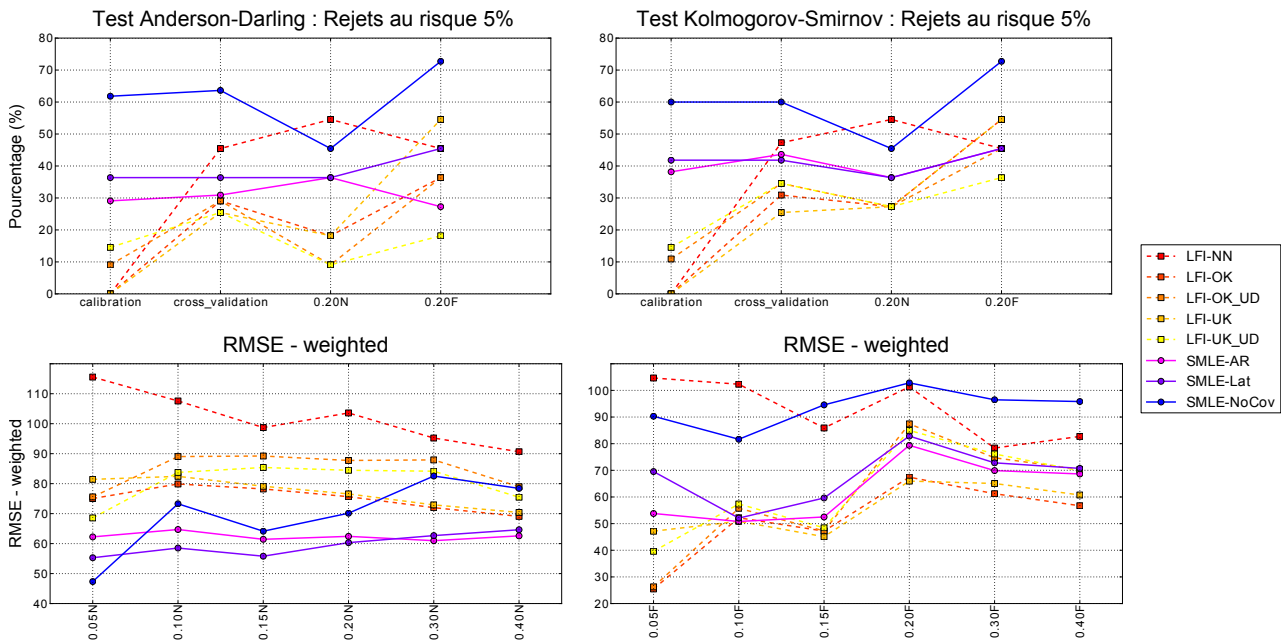 Test Anderson-Darling : Rejets au risque 5%
Pourcentage (%)
80
70
60
50
40
30
20
10
0
calibration
cross_validation
0.20N
0.20F
Test Kolmogorov-Smirnov : Rejets au risque 5%
80
70
60
50
40
30
20
10
0
calibration
cross_validation
0.20N
0.20F
LFI-NN
LFI-OK
LFI-OK_UD
LFI-UK
LFI-UK_UD
SMLE-AR
SMLE-Lat
SMLE-NoCov
RMSE - weighted
RMSE - weighted
110
100
90
80
70
60
50
40
0.05N
0.10N
0.15N
0.20N
0.30N
0.40N
RMSE - weighted
100
90
80
70
60
50
40
30
20
0.05F
0.10F
0.15F
0.20F
0.30F
0.40F